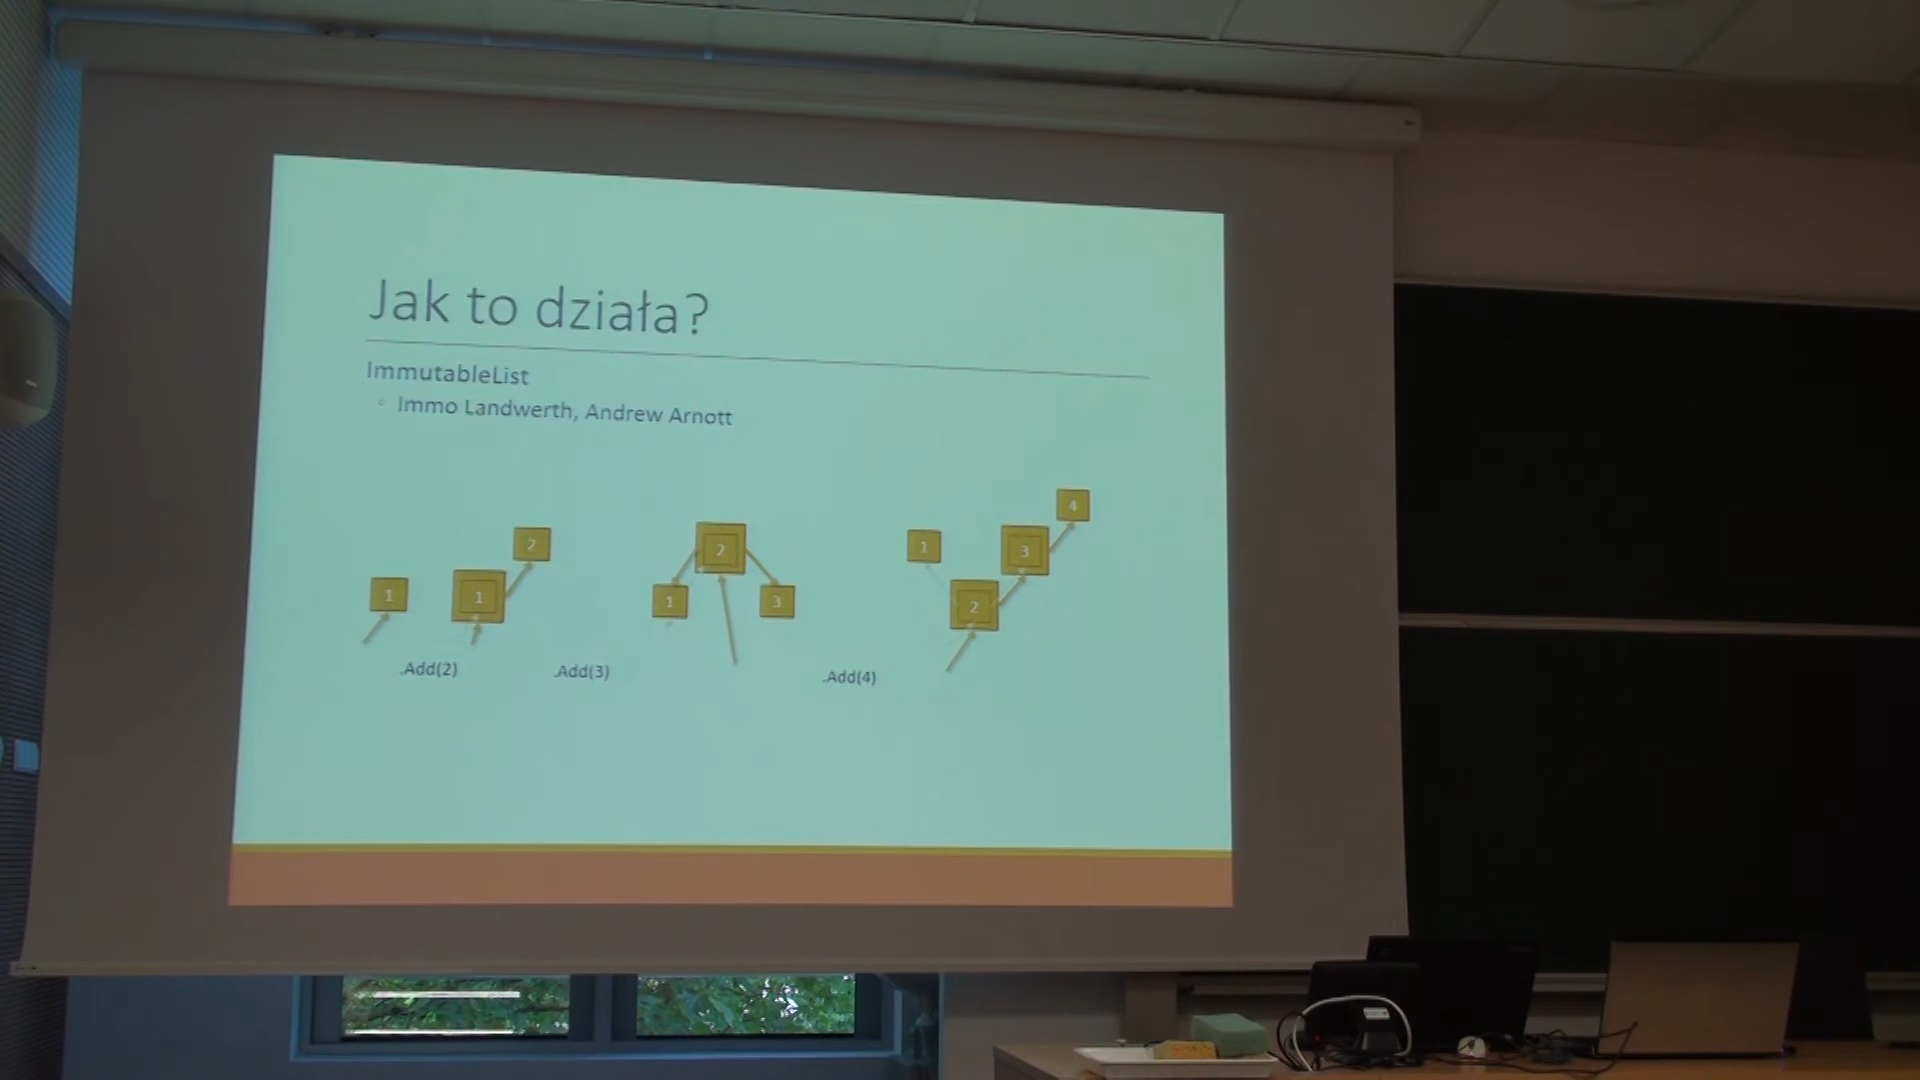 Jak to działa?
ImmutableList
Immo Landwerth, Andrew Arnott
1
1
2
2
1
3
1
2
3
4
.Add(2)
.Add(3)
.Add(4)